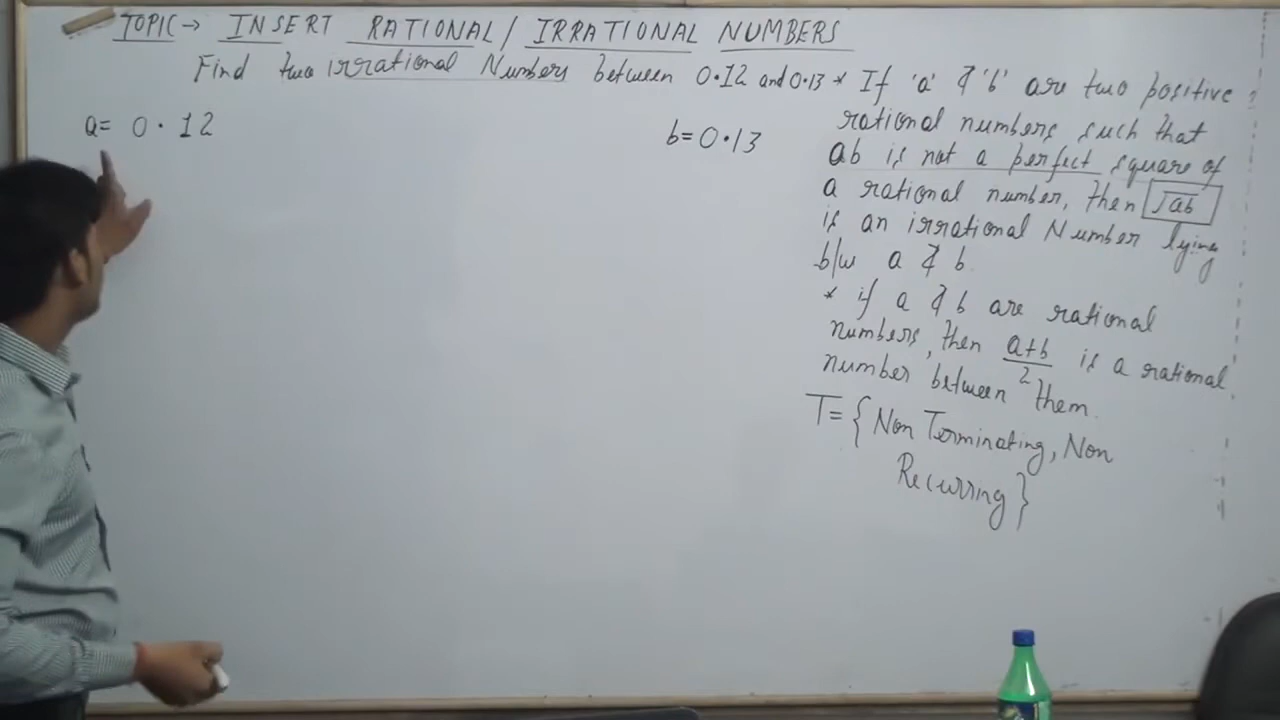 TOPIC → INSERT RATIONAL / IRRATIONAL NUMBERS
Find two irrational Numbers between 0.12 and 0.13
a = 0.12
b = 0.13
* If 'a' & 'b' are two positive
rational numbers such that
ab is not a perfect square of
a rational number, then √ab
is an irrational Number lying
b/w a & b
* if a & b are rational
numbers, then a+b/2 is a rational
number between them.
T = { Non Terminating, Non
Recurring }